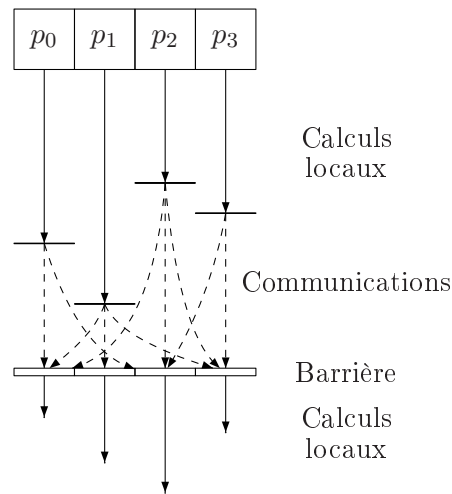 p0 p1 p2 p3
Calculs
locaux
Communications
Barrière
Calculs
locaux